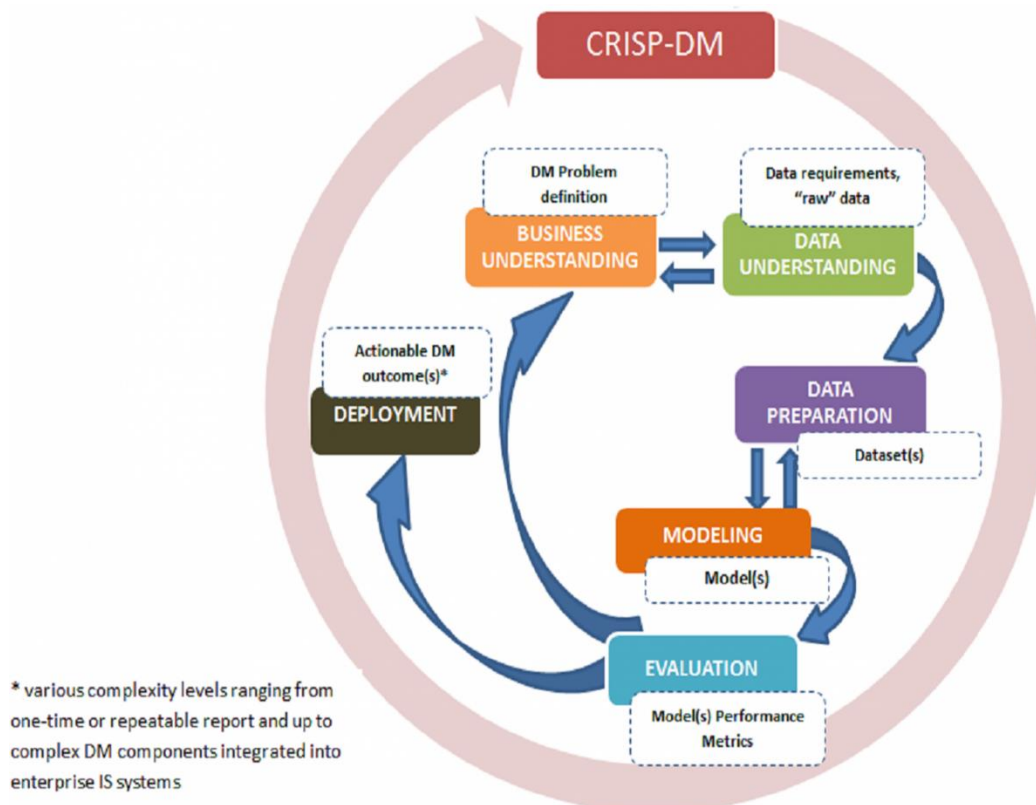 CRISP-DM
DM Problem
definition
BUSINESS
UNDERSTANDING
Data requirements,
“raw” data
DATA
UNDERSTANDING
Actionable DM
outcome(s)*
DEPLOYMENT
DATA
PREPARATION
Dataset(s)
MODELING
Model(s)
EVALUATION
Model(s) Performance
Metrics
* various complexity levels ranging from
one-time or repeatable report and up to
complex DM components integrated into
enterprise IS systems